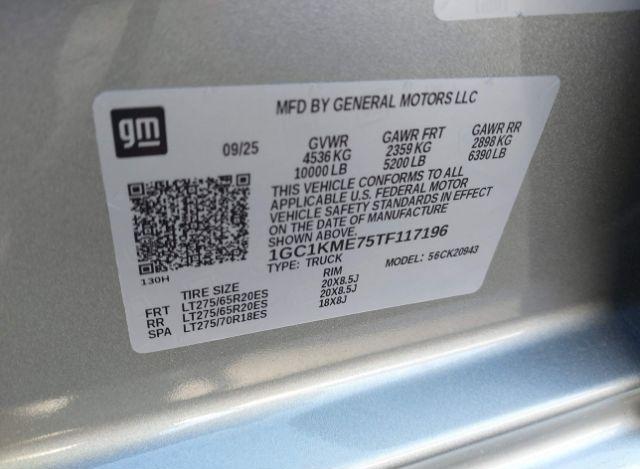 MFD BY GENERAL MOTORS LLC
gm
09/25
GVWR GAWR FRT GAWR RR
4536 KG 2359 KG 2898 KG
10000 LB 5200 LB 6390 LB
THIS VEHICLE CONFORMS TO ALL
APPLICABLE U.S. FEDERAL MOTOR
VEHICLE SAFETY STANDARDS IN EFFECT
ON THE DATE OF MANUFACTURE
SHOWN ABOVE.
1GC1KME75TF117196
TYPE: TRUCK MODEL: 56CK20943
130H
TIRE SIZE RIM
FRT LT275/65R20ES 20X8.5J
RR LT275/65R20ES 20X8.5J
SPA LT275/70R18ES 18X8J